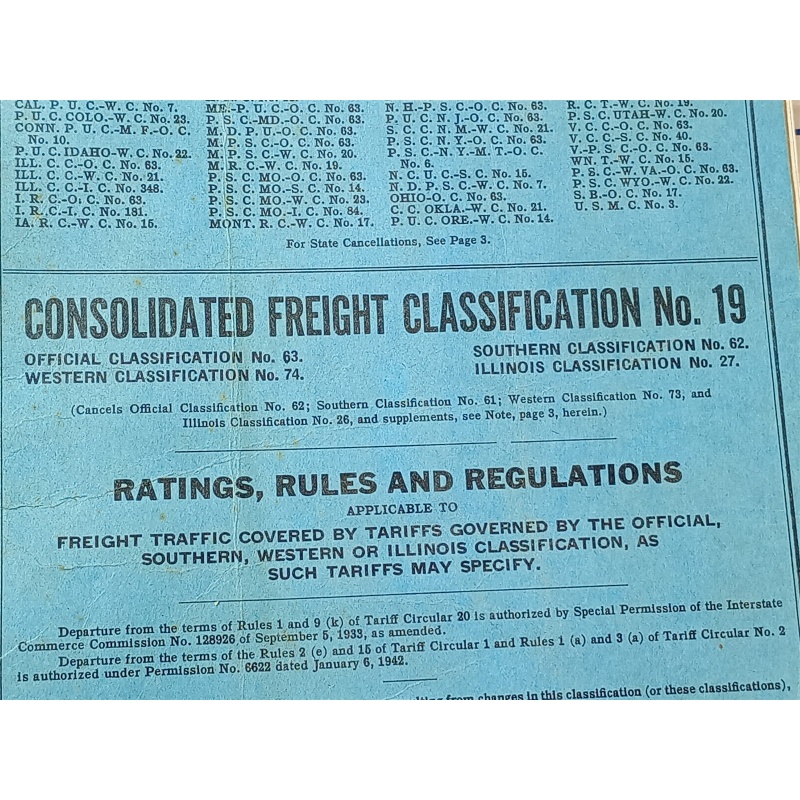 CAL. P. U. C.-W. C. No. 7.
P. U. C. COLO.-W. C. No. 23.
CONN. P. U. C.-M. F.-O. C.
No. 10.
P. U. C. IDAHO-W. C. No. 22.
ILL. C. C.-O. C. No. 63.
ILL. C. C.-W. C. No. 21.
ILL. C. C.-I. C. No. 348.
I. R. C.-O. C. No. 63.
I. R. C.-I. C. No. 181.
IA. R. C.-W. C. No. 15.
ME.-P. U. C.-O. C. No. 63.
P. S. C.-MD.-O. C. No. 63.
M. D. P. U.-O. C. No. 63.
M. P. S. C.-O. C. No. 63.
M. P. S. C.-W. C. No. 20.
M. R. C.-W. C. No. 19.
P. S. C. MO.-O. C. No. 63.
P. S. C. MO.-S. C. No. 14.
P. S. C. MO.-W. C. No. 23.
P. S. C. MO.-I. C. No. 84.
MONT. R. C.-W. C. No. 17.
N. H.-P. S. C.-O. C. No. 63.
P. U. C. N. J.-O. C. No. 63.
S. C. C. N. M.-W. C. No. 21.
P. S. C. N. Y.-O. C. No. 63.
P. S. C.-N. Y.-M. T.-O. C.
No. 6.
N. C. U. C.-S. C. No. 15.
N. D. P. S. C.-W. C. No. 7.
OHIO-O. C. No. 63.
C. C. OKLA.-W. C. No. 21.
P. U. C. ORE.-W. C. No. 14.
R. C. T.-W. C. No. 19.
P. S. C. UTAH-W. C. No. 20.
V. C. C.-O. C. No. 63.
V. C. C.-S. C. No. 40.
V.-P. S. C.-O. C. No. 63.
WN. T.-W. C. No. 15.
P. S. C.-W. VA.-O. C. No. 63.
P. S. C. WYO.-W. C. No. 22.
S. B.-O. C. No. 17.
U. S. M. C. No. 3.
For State Cancellations, See Page 3.
CONSOLIDATED FREIGHT CLASSIFICATION No. 19
OFFICIAL CLASSIFICATION No. 63.
WESTERN CLASSIFICATION No. 74.
SOUTHERN CLASSIFICATION No. 62.
ILLINOIS CLASSIFICATION No. 27.
(Cancels Official Classification No. 62; Southern Classification No. 61; Western Classification No. 73, and
Illinois Classification No. 26, and supplements, see Note, page 3, herein.)
RATINGS, RULES AND REGULATIONS
APPLICABLE TO
FREIGHT TRAFFIC COVERED BY TARIFFS GOVERNED BY THE OFFICIAL,
SOUTHERN, WESTERN OR ILLINOIS CLASSIFICATION, AS
SUCH TARIFFS MAY SPECIFY.
Departure from the terms of Rules 1 and 9 (k) of Tariff Circular 20 is authorized by Special Permission of the Interstate
Commerce Commission No. 128926 of September 5, 1933, as amended.
Departure from the terms of the Rules 2 (e) and 15 of Tariff Circular 1 and Rules 1 (a) and 3 (a) of Tariff Circular No. 2
is authorized under Permission No. 6622 dated January 6, 1942.
from changes in this classification (or these classifications),